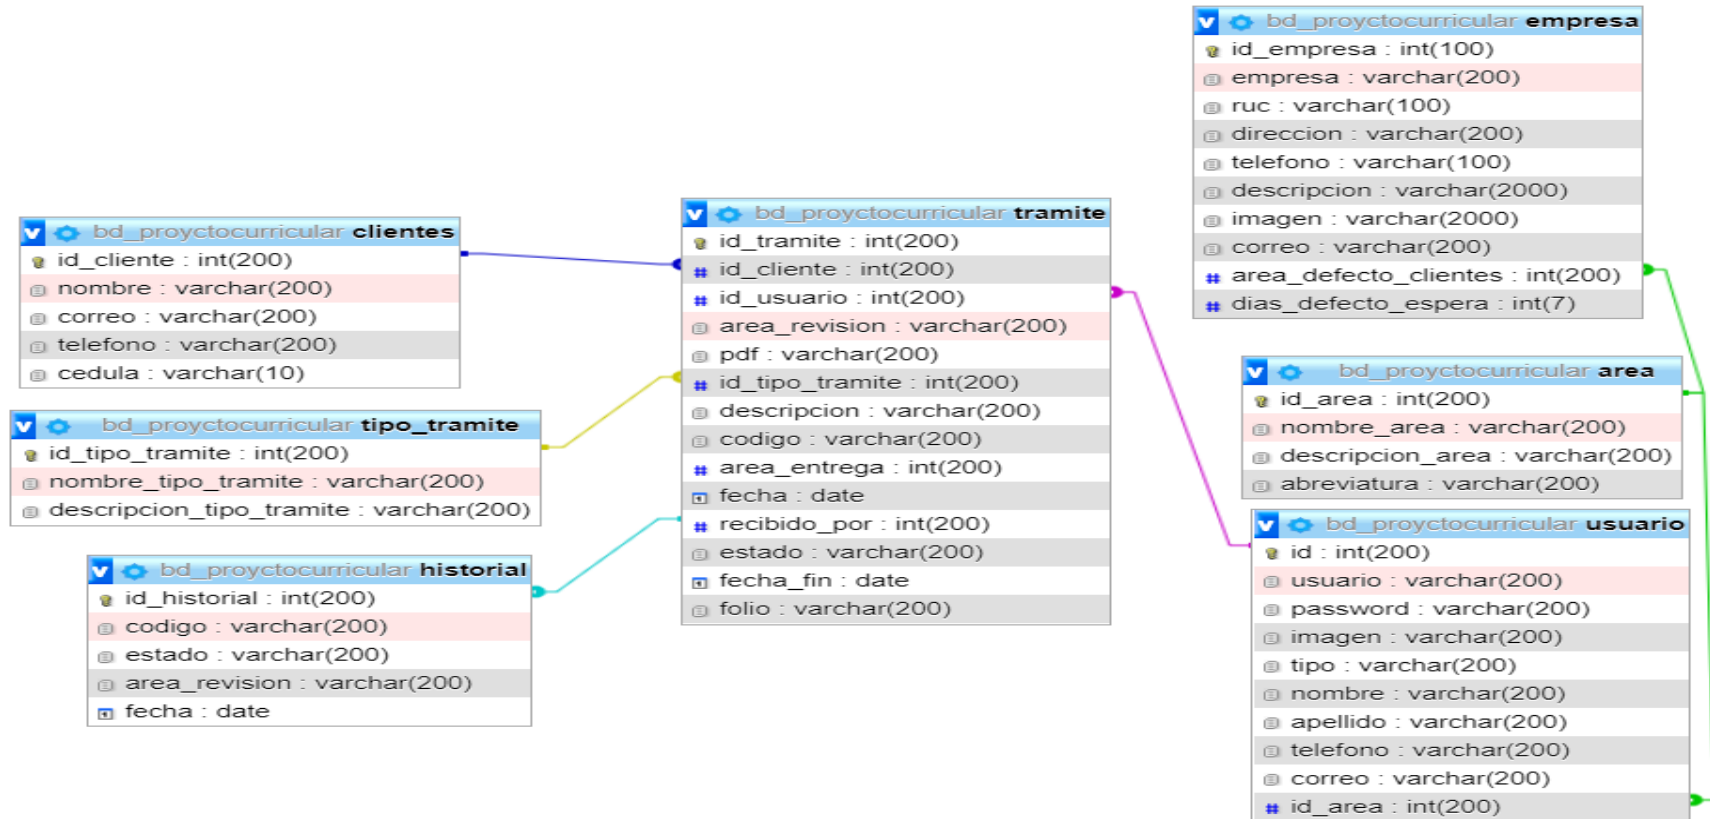 bd_proyctocurricular clientes
id_cliente : int(200)
nombre : varchar(200)
correo : varchar(200)
telefono : varchar(200)
cedula : varchar(10)
bd_proyctocurricular tipo_tramite
id_tipo_tramite : int(200)
nombre_tipo_tramite : varchar(200)
descripcion_tipo_tramite : varchar(200)
bd_proyctocurricular historial
id_historial : int(200)
codigo : varchar(200)
estado : varchar(200)
area_revision : varchar(200)
fecha : date
bd_proyctocurricular tramite
id_tramite : int(200)
id_cliente : int(200)
id_usuario : int(200)
area_revision : varchar(200)
pdf : varchar(200)
id_tipo_tramite : int(200)
descripcion : varchar(200)
codigo : varchar(200)
area_entrega : int(200)
fecha : date
recibido_por : int(200)
estado : varchar(200)
fecha_fin : date
folio : varchar(200)
bd_proyctocurricular empresa
id_empresa : int(100)
empresa : varchar(200)
ruc : varchar(100)
direccion : varchar(200)
telefono : varchar(100)
descripcion : varchar(2000)
imagen : varchar(2000)
correo : varchar(200)
area_defecto_clientes : int(200)
dias_defecto_espera : int(7)
bd_proyctocurricular area
id_area : int(200)
nombre_area : varchar(200)
descripcion_area : varchar(200)
abreviatura : varchar(200)
bd_proyctocurricular usuario
id : int(200)
usuario : varchar(200)
password : varchar(200)
imagen : varchar(200)
tipo : varchar(200)
nombre : varchar(200)
apellido : varchar(200)
telefono : varchar(200)
correo : varchar(200)
id_area : int(200)